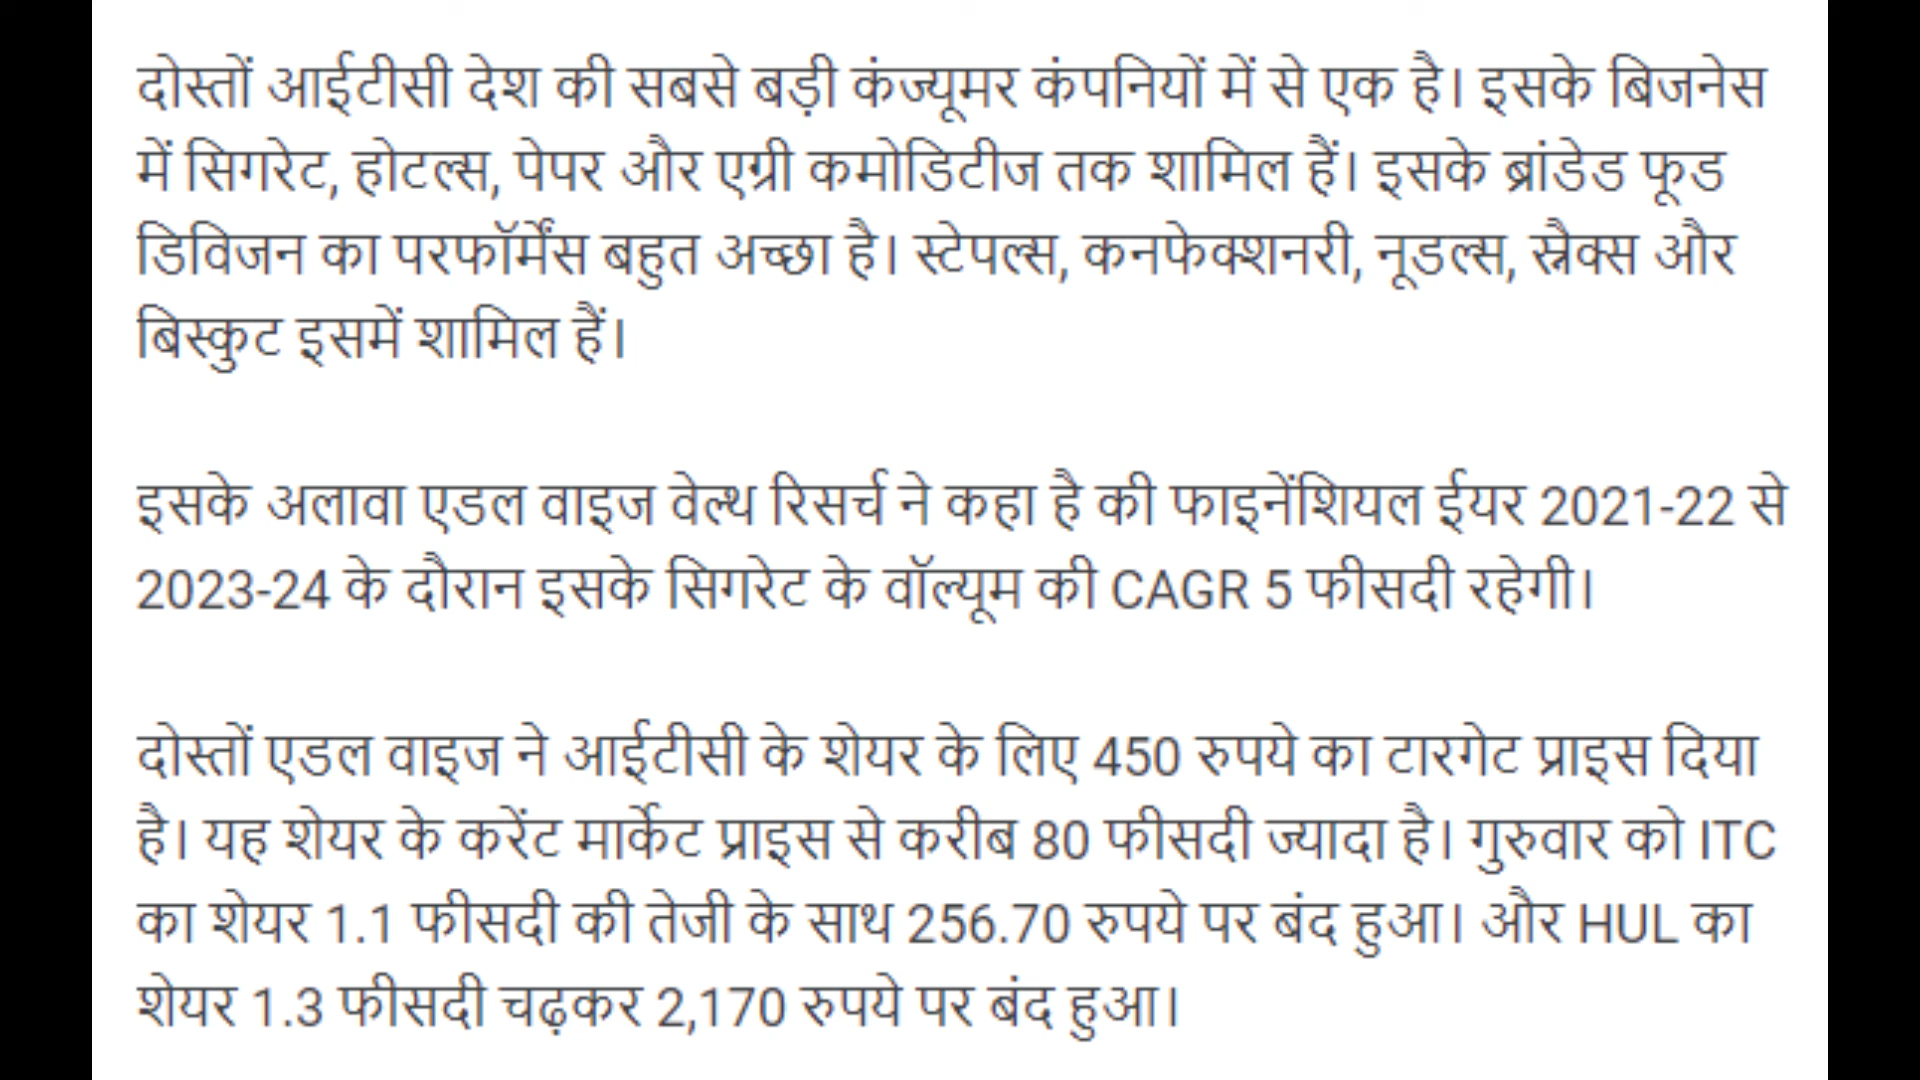 दोस्तों आईटीसी देश की सबसे बड़ी कंज्यूमर कंपनियों में से एक है। इसके बिजनेस
में सिगरेट, होटल्स, पेपर और एग्री कमोडिटीज तक शामिल हैं। इसके ब्रांडेड फूड
डिविजन का परफॉर्मेंस बहुत अच्छा है। स्टेपल्स, कनफेक्शनरी, नूडल्स, स्नैक्स और
बिस्कुट इसमें शामिल हैं।
इसके अलावा एडल वाइज वेल्थ रिसर्च ने कहा है की फाइनेंशियल ईयर 2021-22 से
2023-24 के दौरान इसके सिगरेट के वॉल्यूम की CAGR 5 फीसदी रहेगी।
दोस्तों एडल वाइज ने आईटीसी के शेयर के लिए 450 रुपये का टारगेट प्राइस दिया
है। यह शेयर के करेंट मार्केट प्राइस से करीब 80 फीसदी ज्यादा है। गुरुवार को ITC
का शेयर 1.1 फीसदी की तेजी के साथ 256.70 रुपये पर बंद हुआ। और HUL का
शेयर 1.3 फीसदी चढ़कर 2,170 रुपये पर बंद हुआ।